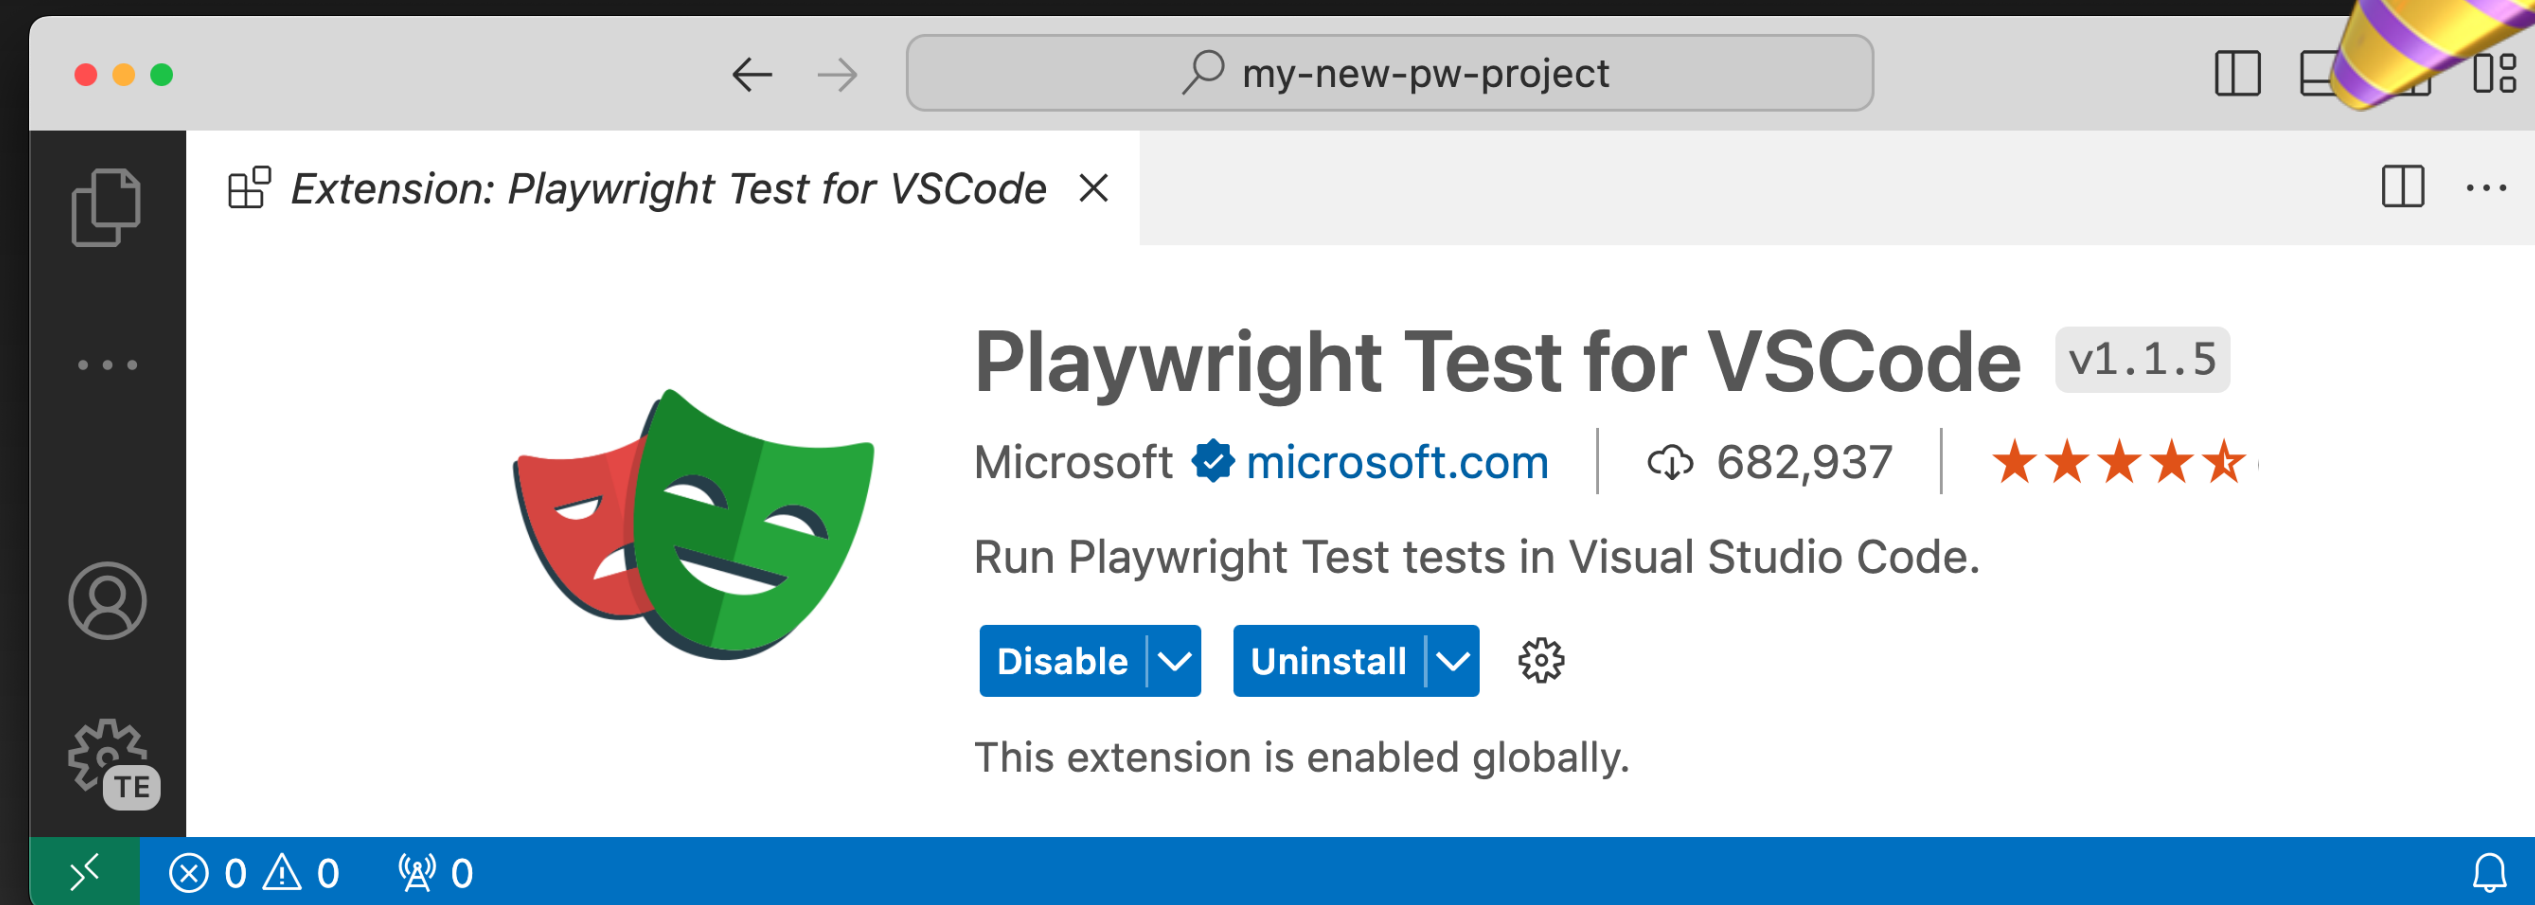 my-new-pw-project
Extension: Playwright Test for VSCode
Playwright Test for VSCode v1.1.5
Microsoft microsoft.com 682,937
Run Playwright Test tests in Visual Studio Code.
Disable Uninstall
This extension is enabled globally.
TE
0 0 0